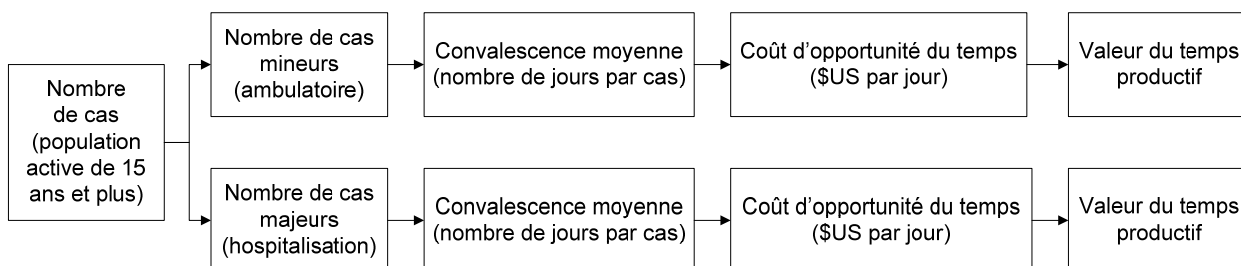 Nombre
de cas
(population
active de 15
ans et plus)
Nombre de cas
mineurs
(ambulatoire)
Convalescence moyenne
(nombre de jours par cas)
Coût d’opportunité du temps
($US par jour)
Valeur du temps
productif
Nombre de cas
majeurs
(hospitalisation)
Convalescence moyenne
(nombre de jours par cas)
Coût d’opportunité du temps
($US par jour)
Valeur du temps
productif